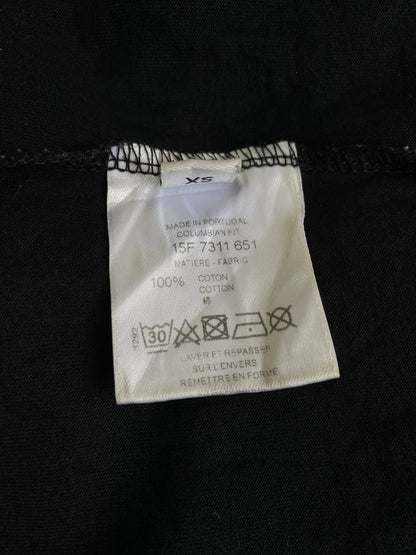 XS
MADE IN PORTUGAL
COLUMBIAN FIT
15F 7311 651
MATIERE - FABRIC
100% COTON
COTTON
1292
30
LAVER ET REPASSER
SUR L'ENVERS
REMETTRE EN FORME